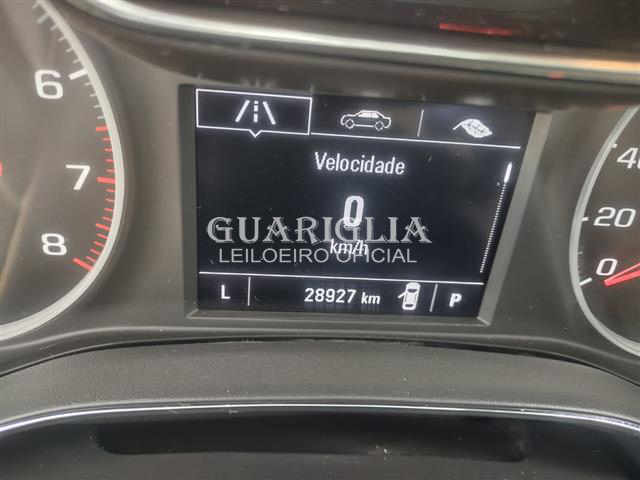 6
7
8
Velocidade
0
km/h
GUARIGLIA
LEILOEIRO OFICIAL
L 28927 km P
40
20
0